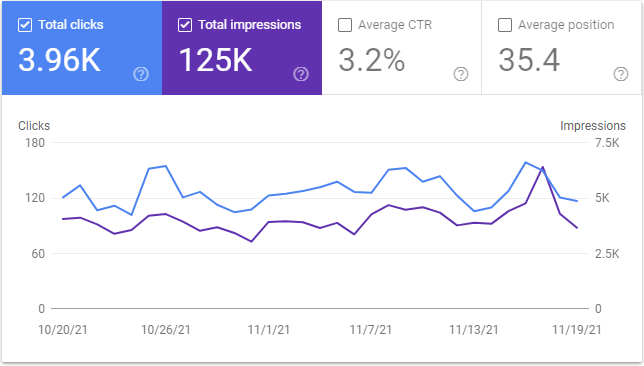 Total clicks
3.96K
Total impressions
125K
Average CTR
3.2%
Average position
35.4
Clicks
Impressions
180
7.5K
120
5K
60
2.5K
0
0
10/20/21 10/26/21 11/1/21 11/7/21 11/13/21 11/19/21